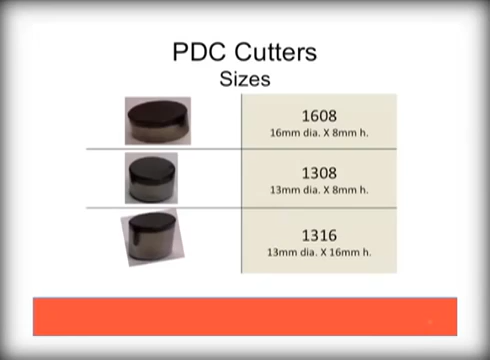 PDC Cutters
Sizes
1608
16mm dia. X 8mm h.
1308
13mm dia. X 8mm h.
1316
13mm dia. X 16mm h.